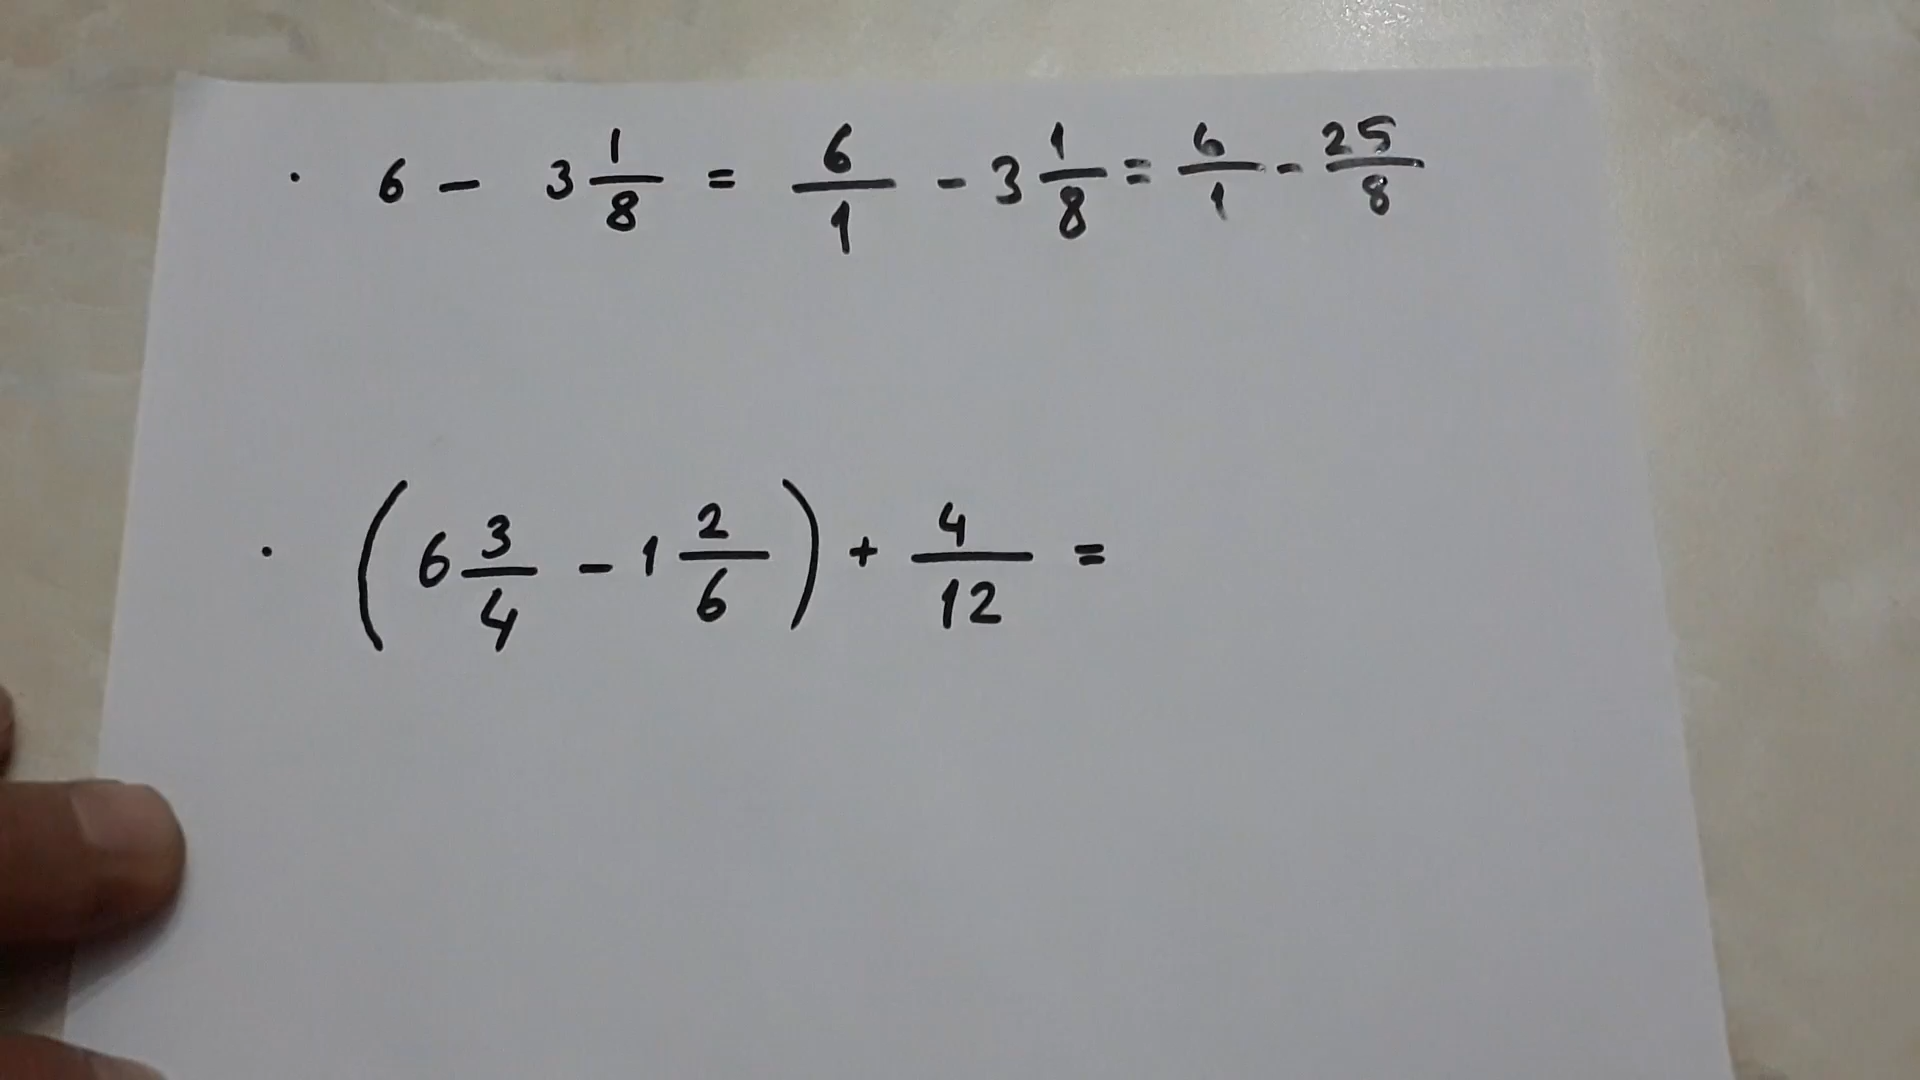 · 6 - 3 1/8 = 6/1 - 3 1/8 = 6/1 - 25/8
· (6 3/4 - 1 2/6) + 4/12 =